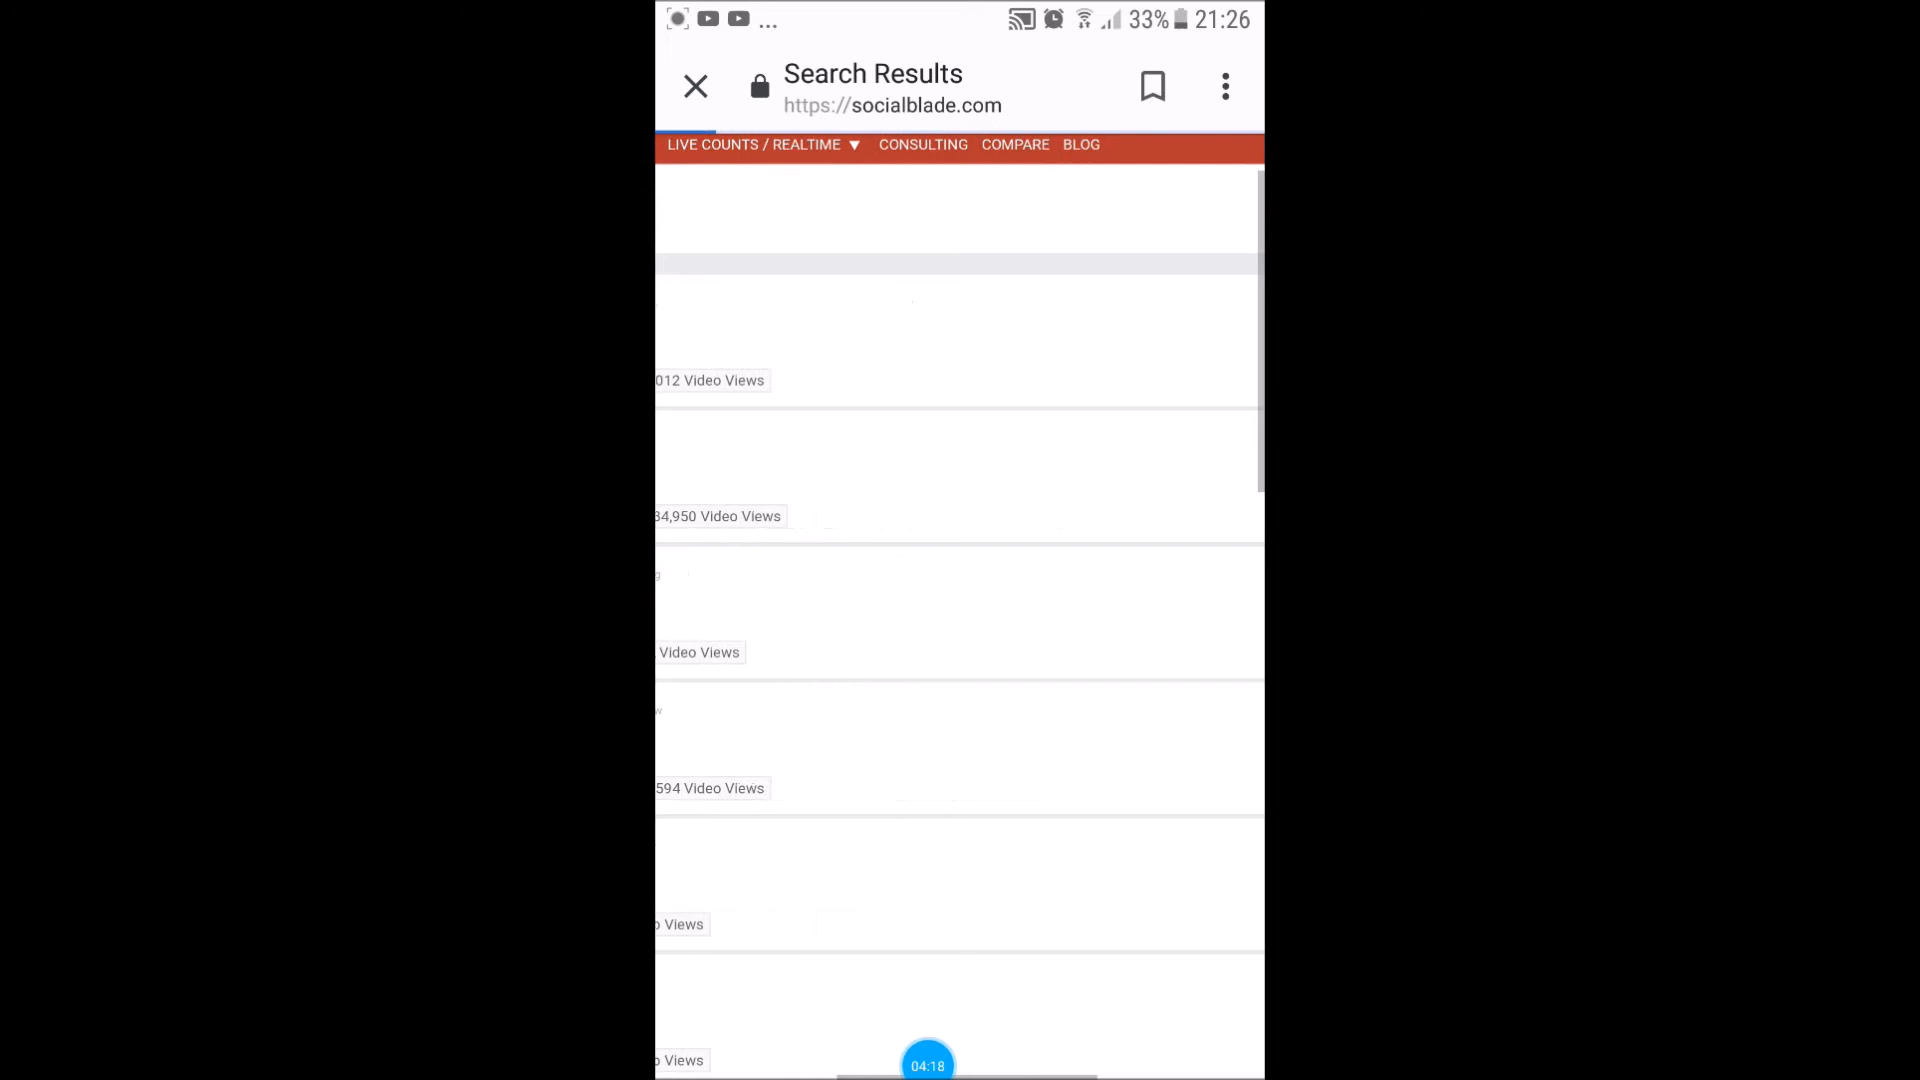 ... 33% 21:26
Search Results
https://socialblade.com
LIVE COUNTS / REALTIME ▼ CONSULTING COMPARE BLOG
012 Video Views
34,950 Video Views
g
Video Views
w
594 Video Views
o Views
o Views
04:18